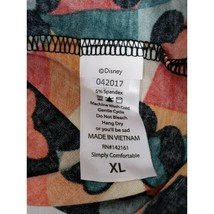 ©Disney
042017
5% Spandex
Machine Wash Cold
Gentle Cycle
Do Not Bleach
Hang Dry
or you'll be sad
MADE IN VIETNAM
RN#142161
Simply Comfortable
XL